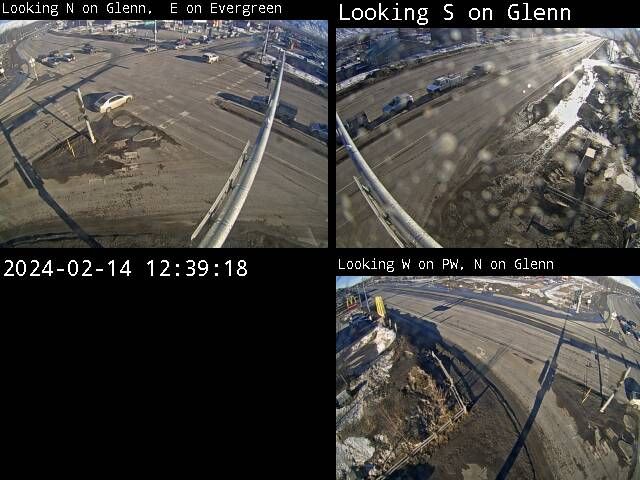 Looking N on Glenn, E on Evergreen
Looking S on Glenn
2024-02-14 12:39:18
Looking W on PW, N on Glenn